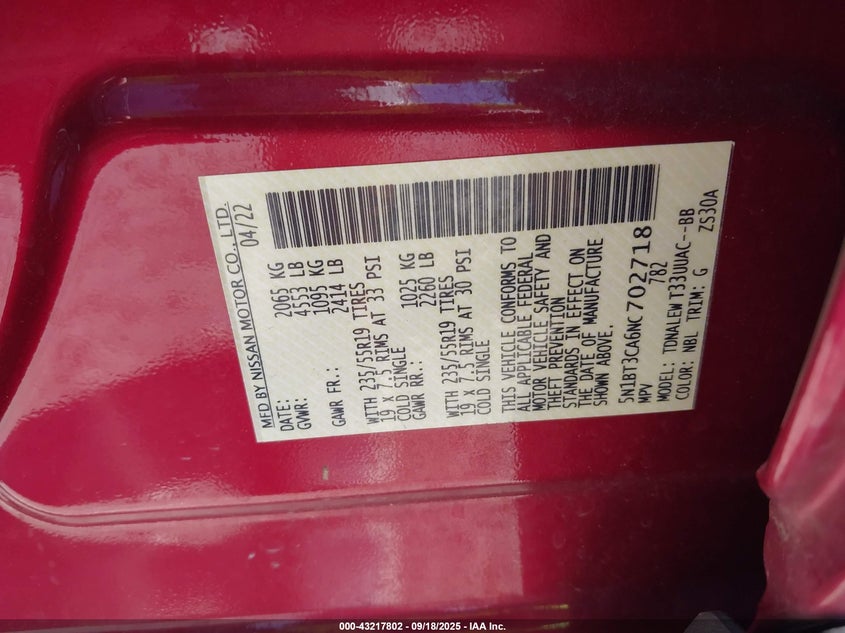 MFD BY NISSAN MOTOR CO., LTD.
DATE: 04/22
GVWR: 2065 KG
4553 LB
GAWR FR.: 1095 KG
2414 LB
WITH 235/55R19 TIRES
19 X 7.5 RIMS AT 33 PSI
COLD SINGLE
GAWR RR.: 1025 KG
2260 LB
WITH 235/55R19 TIRES
19 X 7.5 RIMS AT 30 PSI
COLD SINGLE
THIS VEHICLE CONFORMS TO
ALL APPLICABLE FEDERAL
MOTOR VEHICLE SAFETY AND
THEFT PREVENTION
STANDARDS IN EFFECT ON
THE DATE OF MANUFACTURE
SHOWN ABOVE.
5N1BT3CA6NC702718
MPV 782
MODEL: TDNALEW T33UUAC--BB
COLOR: NBL TRIM: G ZS30A
000-43217802 - 09/18/2025 - IAA Inc.